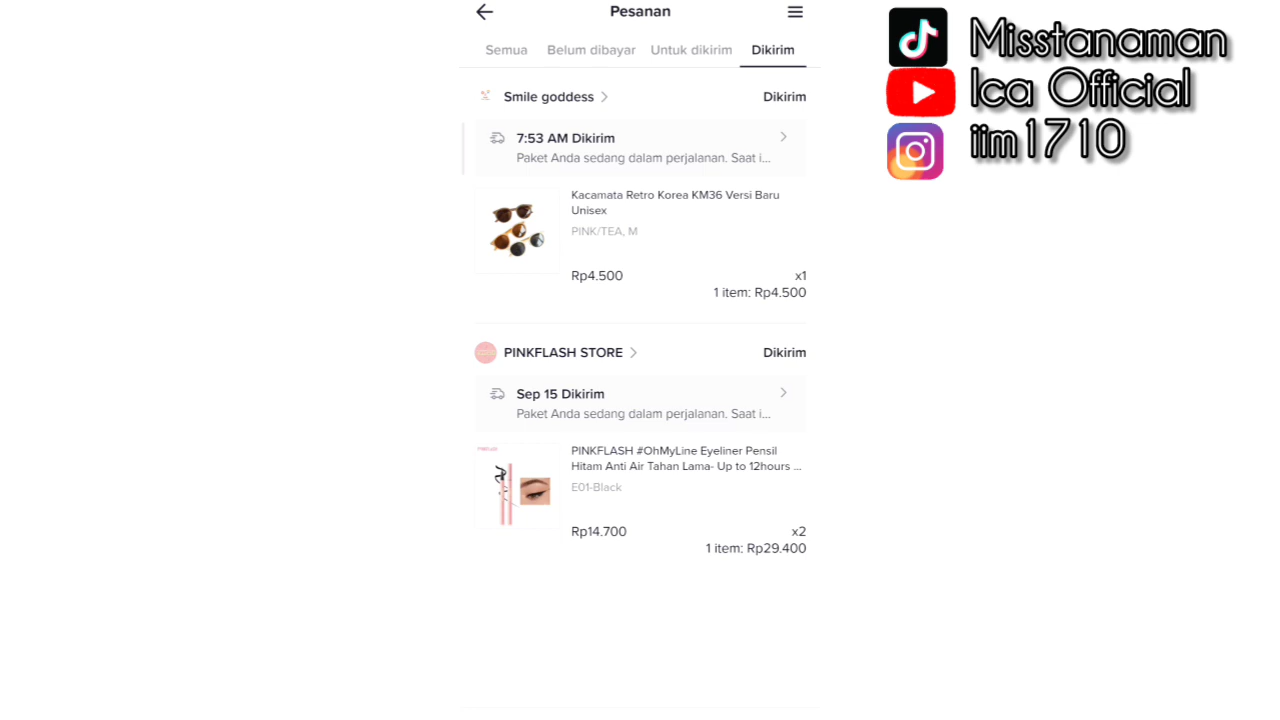 Pesanan
Semua Belum dibayar Untuk dikirim Dikirim
Smile goddess Dikirim
7:53 AM Dikirim
Paket Anda sedang dalam perjalanan. Saat i...
Kacamata Retro Korea KM36 Versi Baru
Unisex
PINK/TEA, M
Rp4.500 x1
1 item: Rp4.500
PINKFLASH STORE Dikirim
Sep 15 Dikirim
Paket Anda sedang dalam perjalanan. Saat i...
PINKFLASH #OhMyLine Eyeliner Pensil
Hitam Anti Air Tahan Lama- Up to 12hours ...
E01-Black
Rp14.700 x2
1 item: Rp29.400
Misstanaman
Ica Official
iim1710